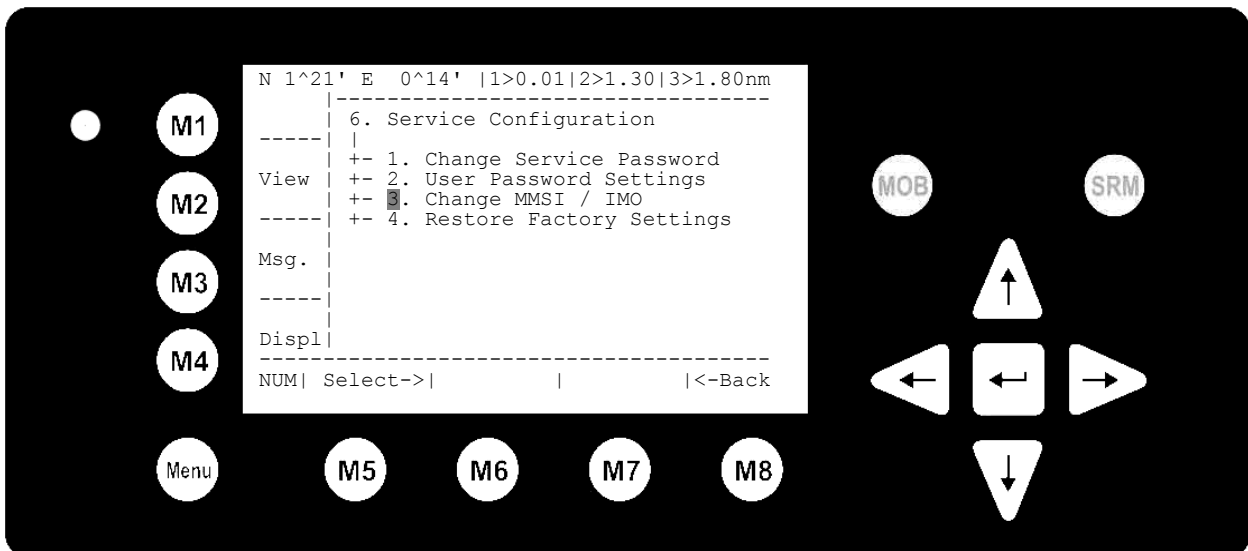 N 1^21' E  0^14' |1>0.01|2>1.30|3>1.80nm
|----------------------------------
M1
| 6. Service Configuration
-----| |
| +- 1. Change Service Password
View | +- 2. User Password Settings
M2
| +- 3. Change MMSI / IMO
-----| +- 4. Restore Factory Settings
|
Msg. |
M3
|
-----|
|
Displ|
M4
----------------------------------------
NUM| Select->|         |         |<-Back
MOB
SRM
↑
←
↵
→
↓
Menu
M5
M6
M7
M8